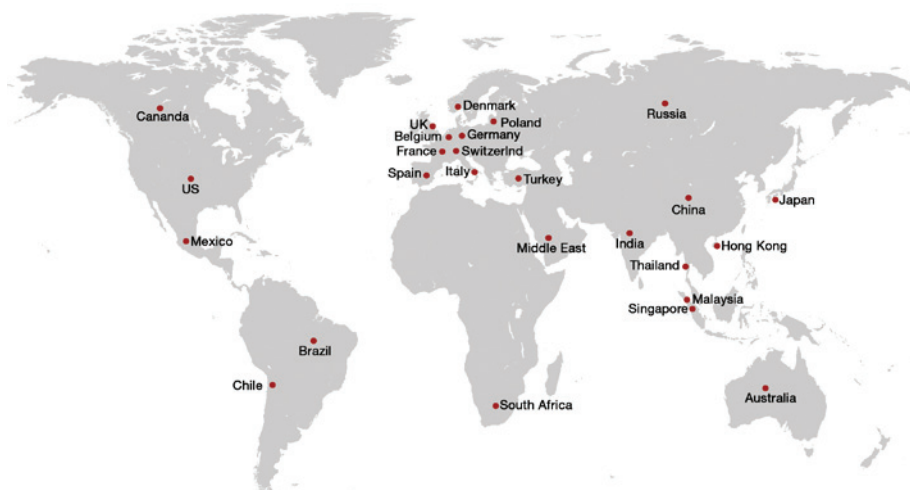 Cananda
Denmark
Russia
UK
Poland
Belgium
Germany
France
Switzerlnd
Spain
Italy
Turkey
US
China
Japan
Mexico
Middle East
India
Hong Kong
Thailand
Malaysia
Singapore
Brazil
Chile
South Africa
Australia